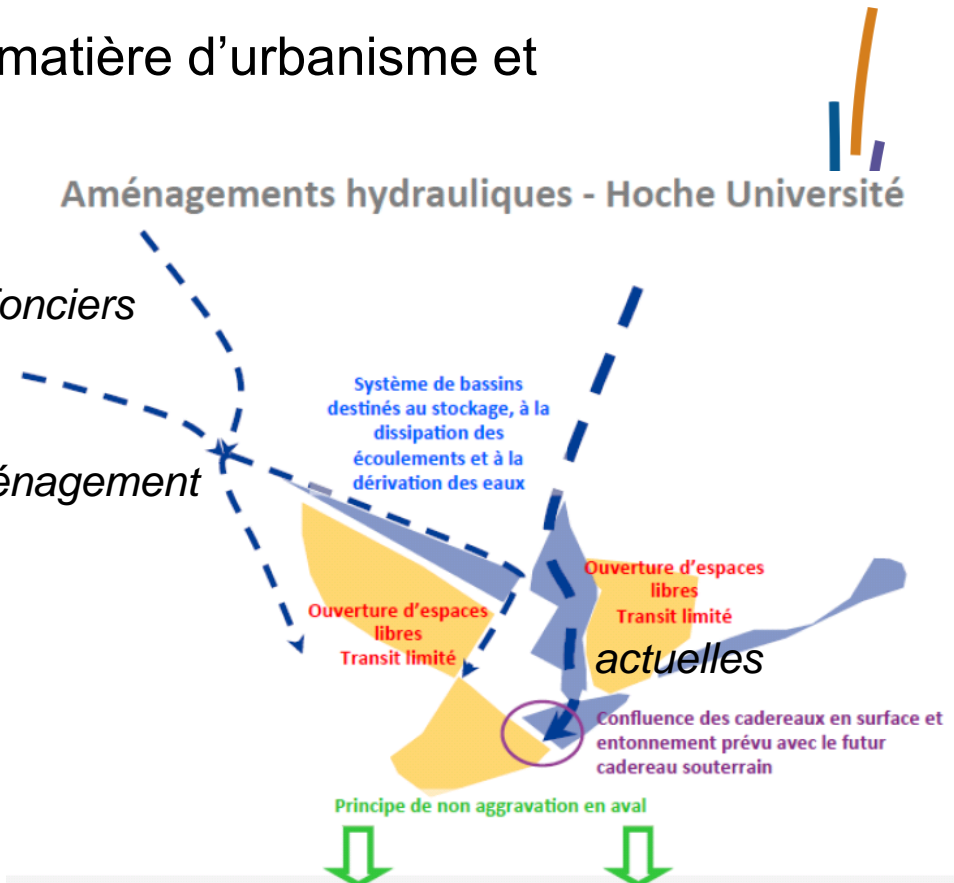 matière d’urbanisme et
Aménagements hydrauliques - Hoche Université
fonciers
Système de bassins
destinés au stockage, à la
dissipation des
écoulements et à la
dérivation des eaux
énagement
Ouverture d’espaces
libres
Transit limité
Ouverture d’espaces
libres
Transit limité
actuelles
Confluence des cadereaux en surface et
entonnement prévu avec le futur
cadereau souterrain
Principe de non aggravation en aval